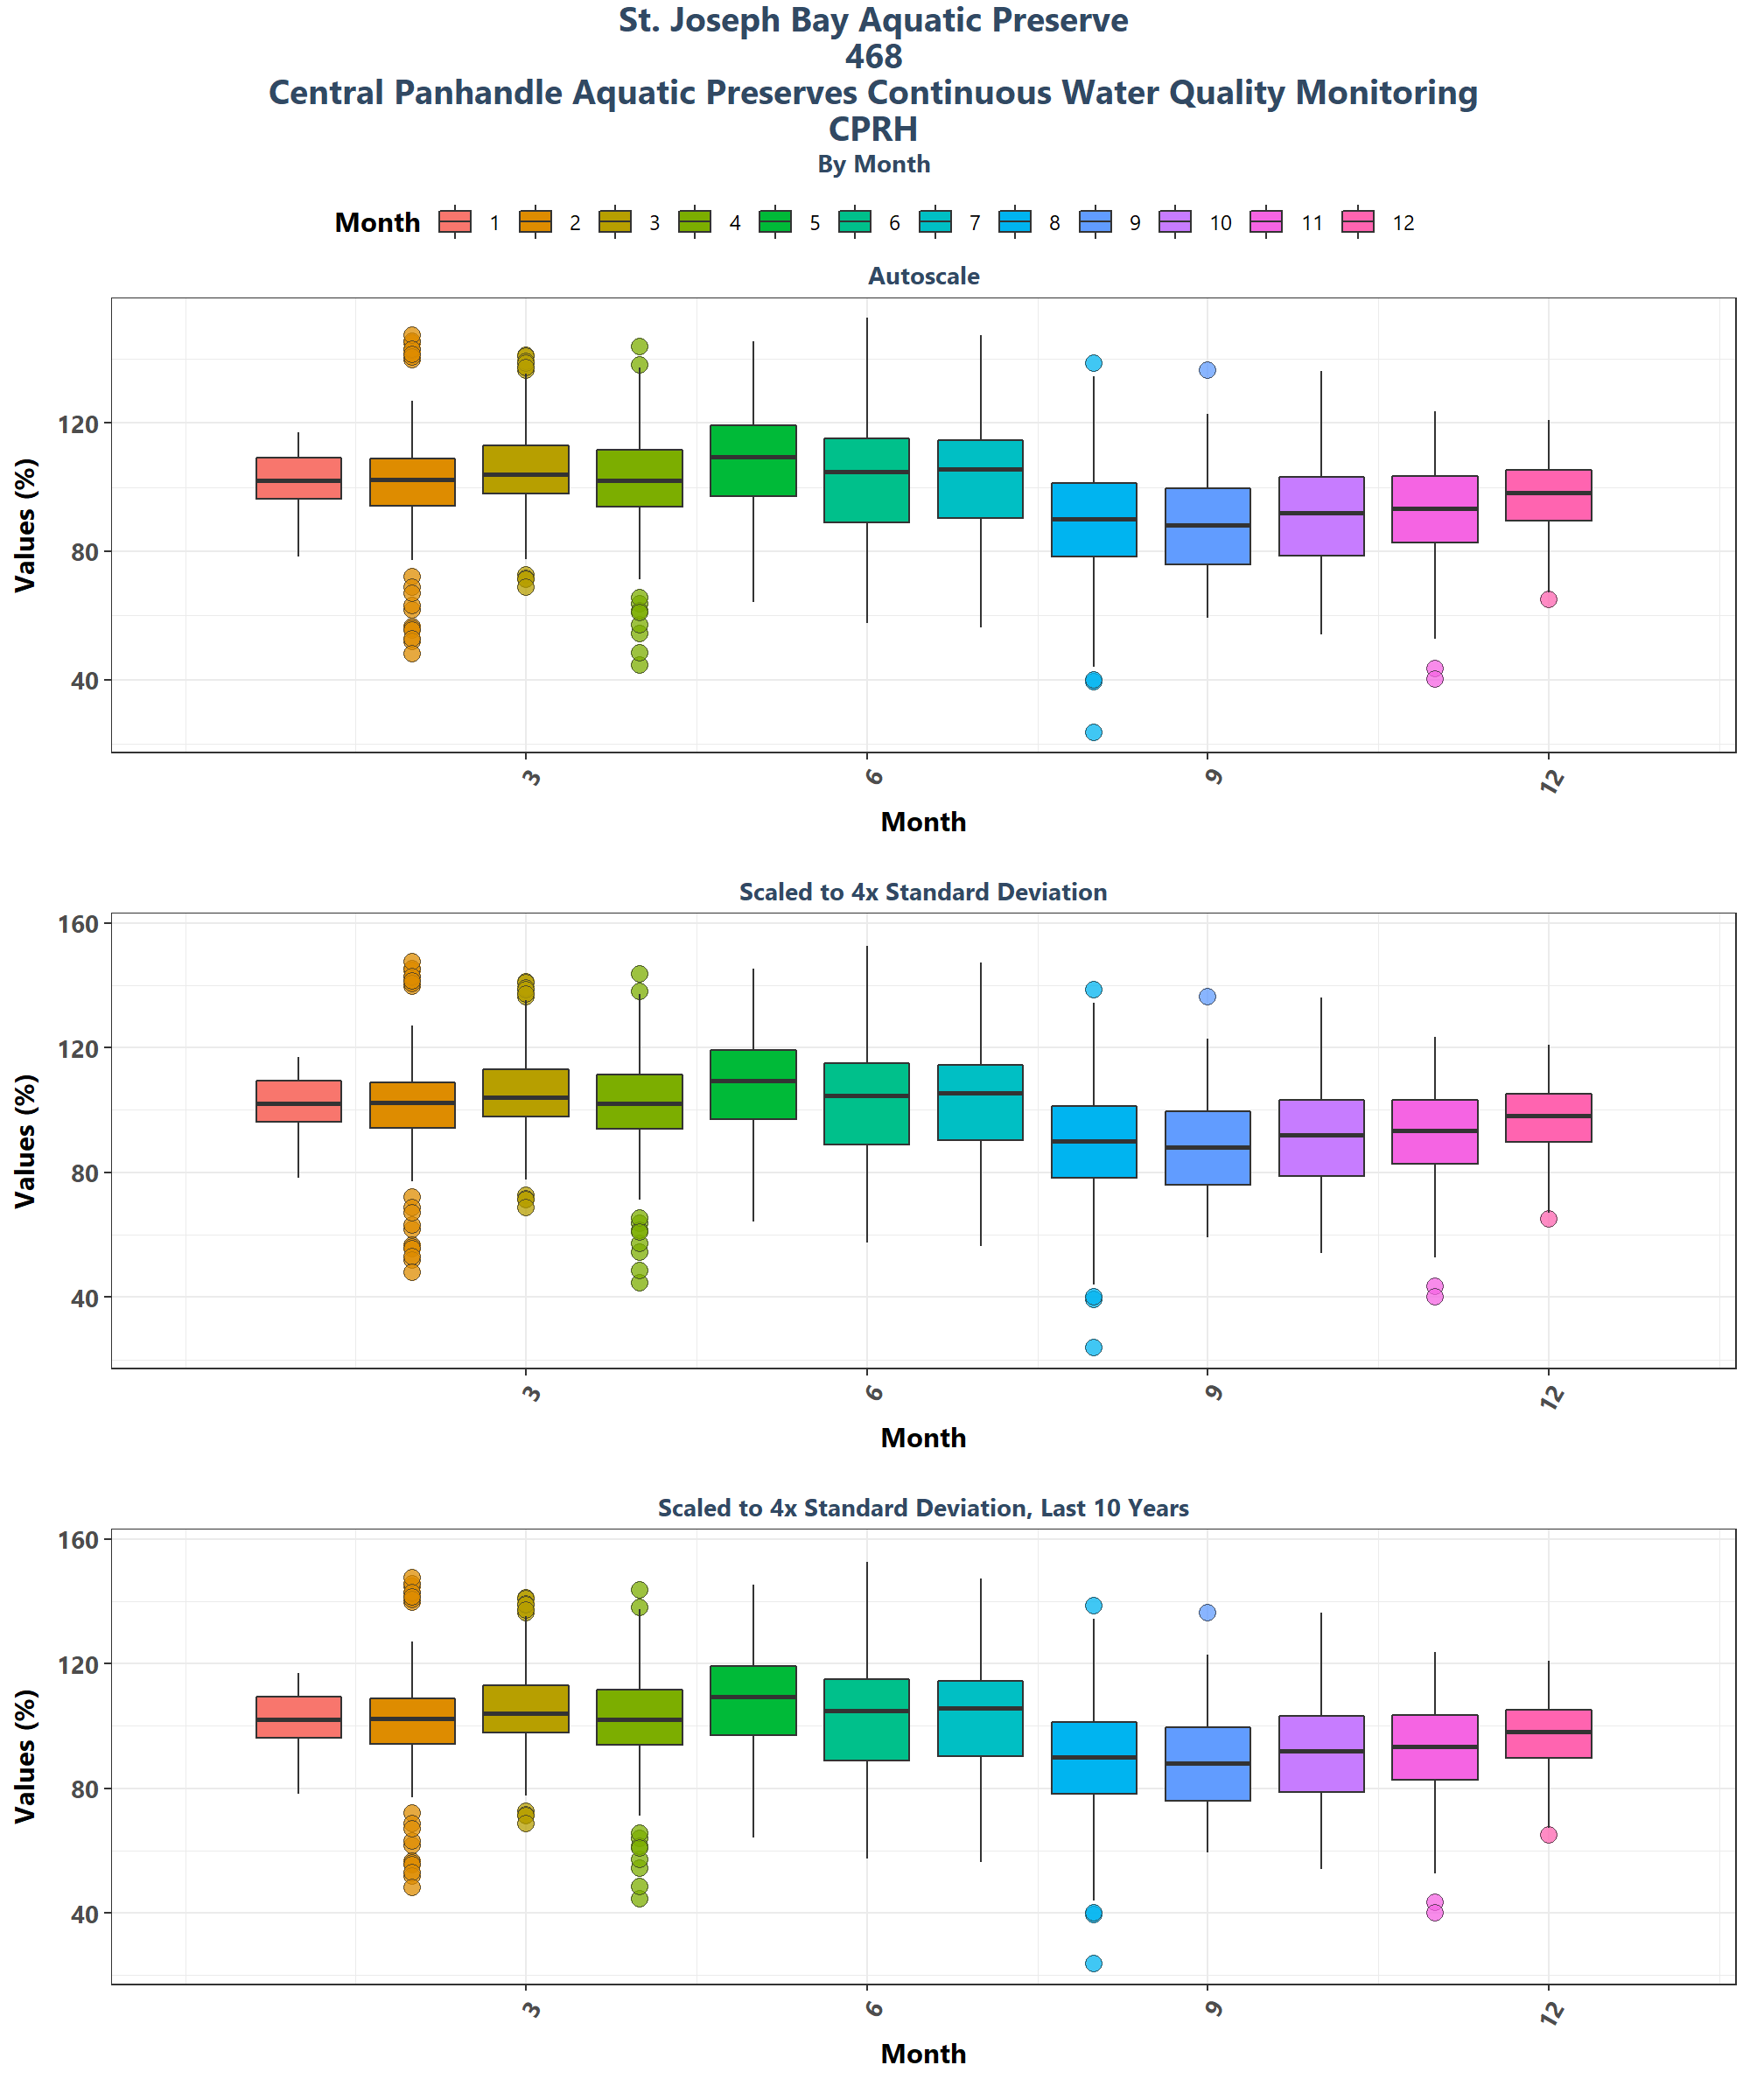 St. Joseph Bay Aquatic Preserve
468
Central Panhandle Aquatic Preserves Continuous Water Quality Monitoring
CPRH
By Month
Month 1 2 3 4 5 6 7 8 9 10 11 12
Autoscale
Values (%)
120
80
40
3 6 9 12
Month
Scaled to 4x Standard Deviation
Values (%)
160
120
80
40
3 6 9 12
Month
Scaled to 4x Standard Deviation, Last 10 Years
Values (%)
160
120
80
40
3 6 9 12
Month